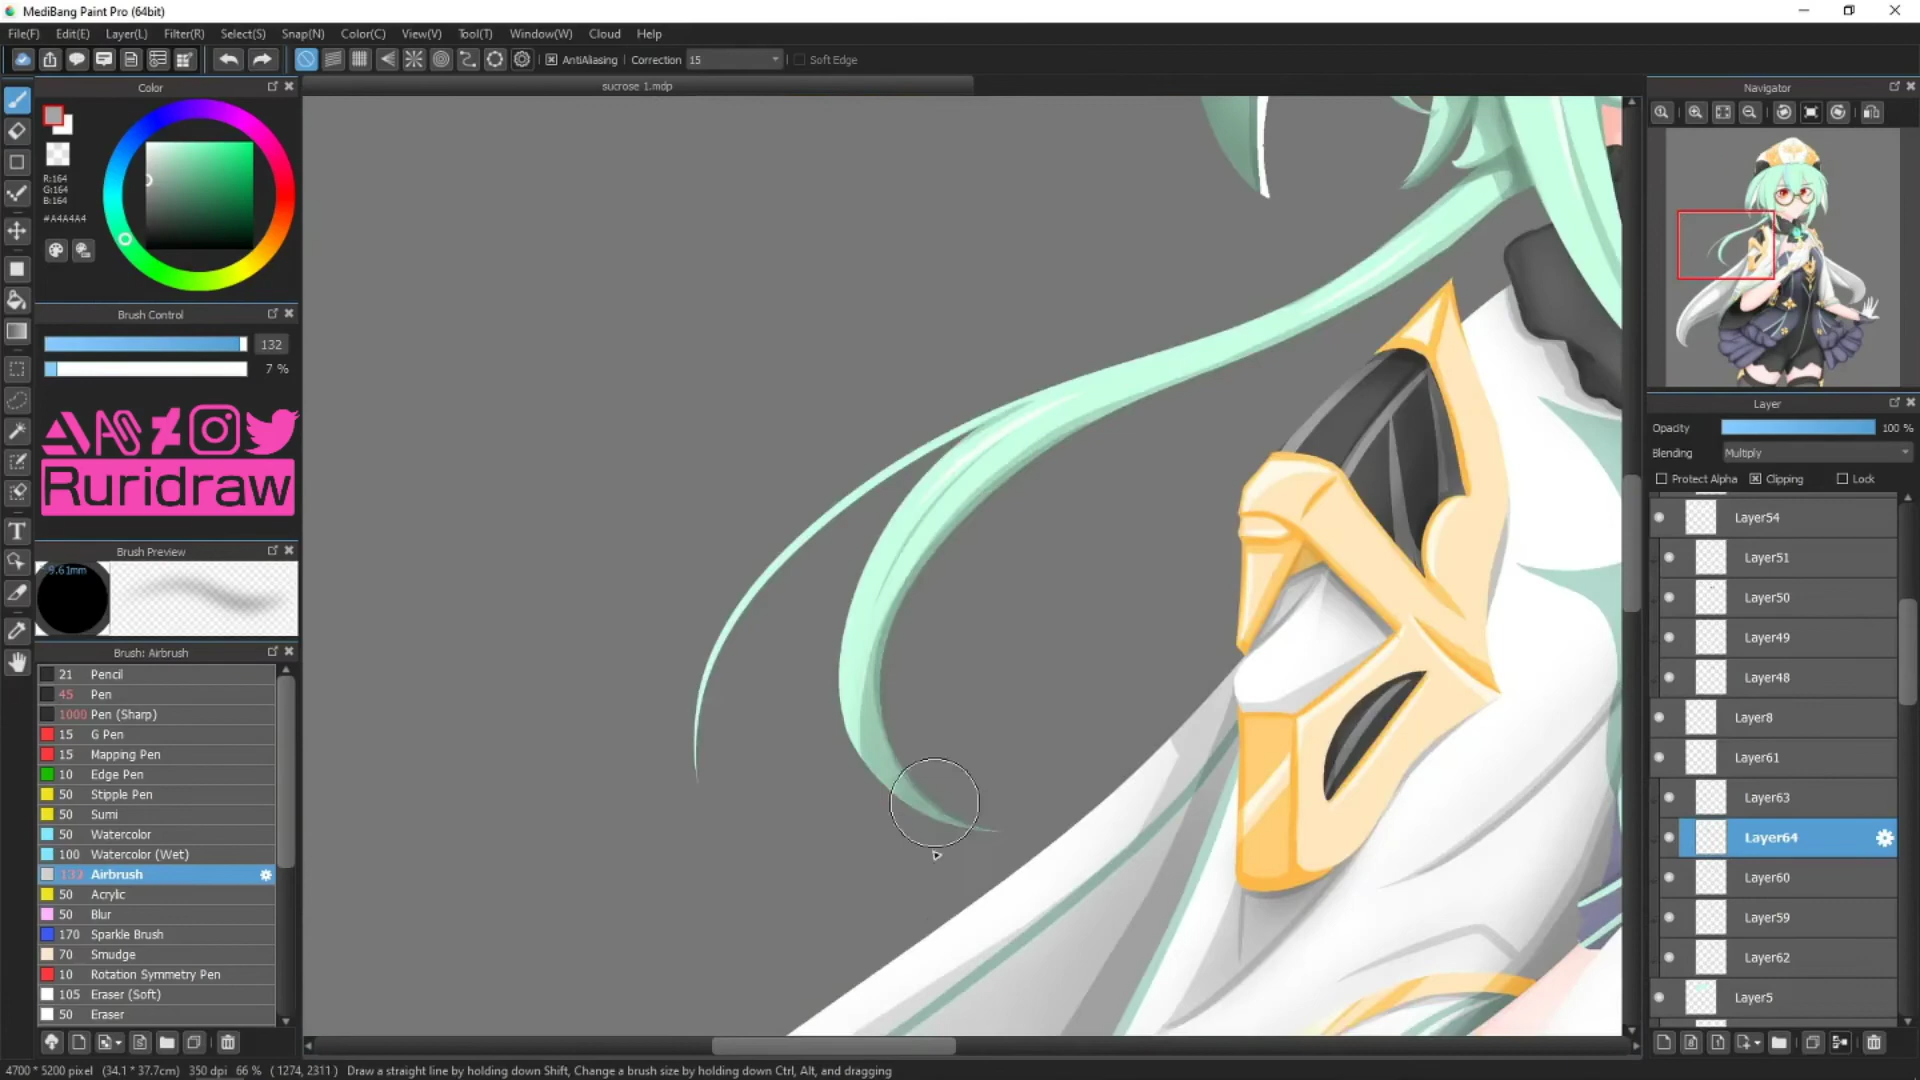 MediBang Paint Pro (64bit)
File(F) Edit(E) Layer(L) Filter(R) Select(S) Snap(N) Color(C) View(V) Tool(T) Window(W) Cloud Help
AntiAliasing Correction 15 Soft Edge
Color
sucrose 1.mdp
Navigator
R:164
G:164
B:164
#A4A4A4
Brush Control
132
7 %
Ruridraw
Brush Preview
9.61mm
Brush: Airbrush
21 Pencil
45 Pen
1000 Pen (Sharp)
15 G Pen
15 Mapping Pen
10 Edge Pen
50 Stipple Pen
50 Sumi
50 Watercolor
100 Watercolor (Wet)
132 Airbrush
50 Acrylic
50 Blur
170 Sparkle Brush
70 Smudge
10 Rotation Symmetry Pen
105 Eraser (Soft)
50 Eraser
Layer
Opacity 100 %
Blending Multiply
Protect Alpha Clipping Lock
Layer54
Layer51
Layer50
Layer49
Layer48
Layer8
Layer61
Layer63
Layer64
Layer60
Layer59
Layer62
Layer5
4700 * 5200 pixel (34.1 * 37.7cm) 350 dpi 66 % ( 1274, 2311 ) Draw a straight line by holding down Shift, Change a brush size by holding down Ctrl, Alt, and dragging